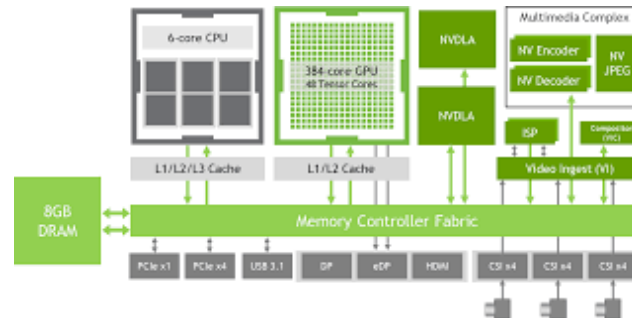 Multimedia Complex
6-core CPU
384-core GPU
48 Tensor Cores
NVDLA
NVDLA
NV Encoder
NV Decoder
NV
JPEG
ISP
Compositor
(VIC)
L1/L2/L3 Cache
L1/L2 Cache
Video Ingest (VI)
8GB
DRAM
Memory Controller Fabric
PCIe x1
PCIe x4
USB 3.1
DP
eDP
HDMI
CSI x4
CSI x4
CSI x4